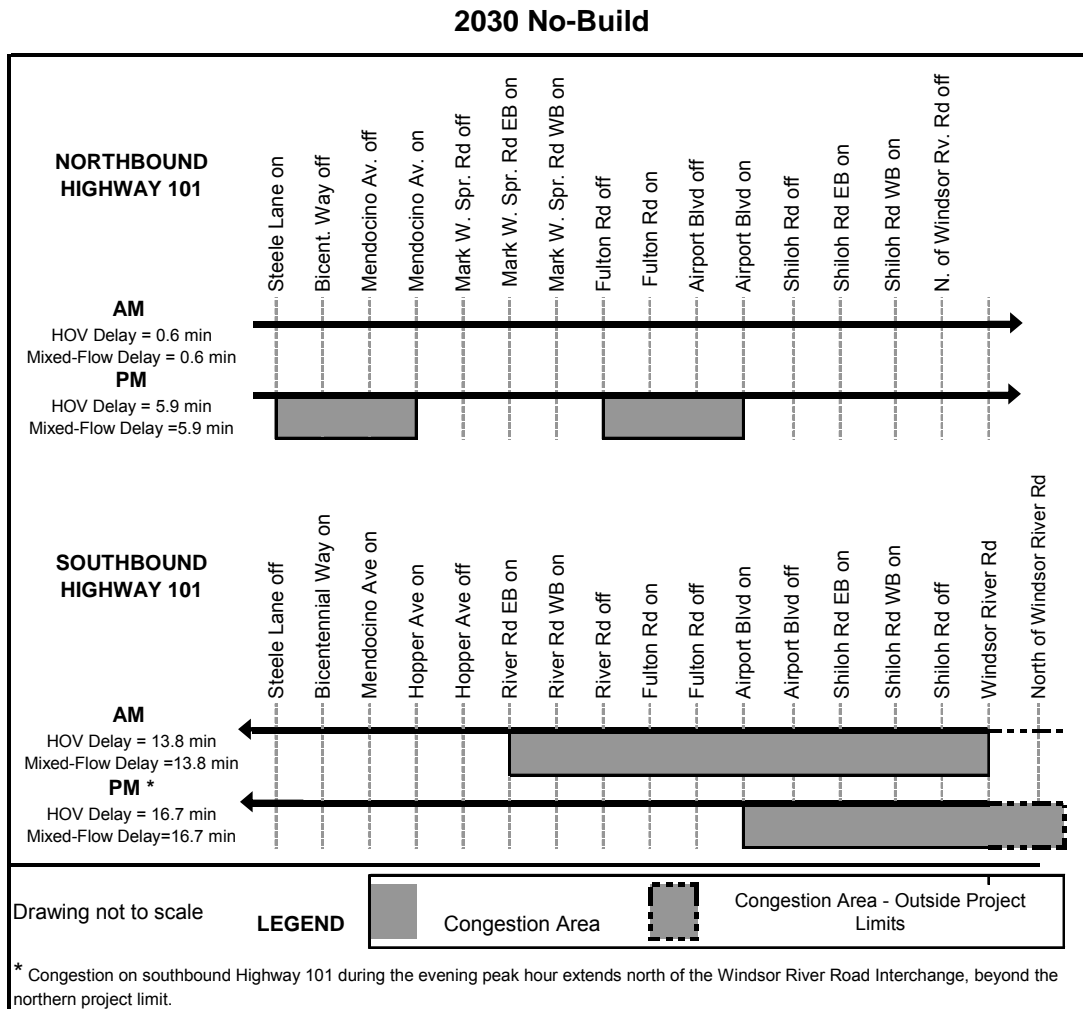 2030 No-Build
NORTHBOUND
HIGHWAY 101
Steele Lane on
Bicent. Way off
Mendocino Av. off
Mendocino Av. on
Mark W. Spr. Rd off
Mark W. Spr. Rd EB on
Mark W. Spr. Rd WB on
Fulton Rd off
Fulton Rd on
Airport Blvd off
Airport Blvd on
Shiloh Rd off
Shiloh Rd EB on
Shiloh Rd WB on
N. of Windsor Rv. Rd off
AM
HOV Delay = 0.6 min
Mixed-Flow Delay = 0.6 min
PM
HOV Delay = 5.9 min
Mixed-Flow Delay =5.9 min
SOUTHBOUND
HIGHWAY 101
Steele Lane off
Bicentennial Way on
Mendocino Ave on
Hopper Ave on
Hopper Ave off
River Rd EB on
River Rd WB on
River Rd off
Fulton Rd on
Fulton Rd off
Airport Blvd on
Airport Blvd off
Shiloh Rd EB on
Shiloh Rd WB on
Shiloh Rd off
Windsor River Rd
North of Windsor River Rd
AM
HOV Delay = 13.8 min
Mixed-Flow Delay =13.8 min
PM *
HOV Delay = 16.7 min
Mixed-Flow Delay=16.7 min
Drawing not to scale
LEGEND
Congestion Area
Congestion Area - Outside Project
Limits
* Congestion on southbound Highway 101 during the evening peak hour extends north of the Windsor River Road Interchange, beyond the
northern project limit.